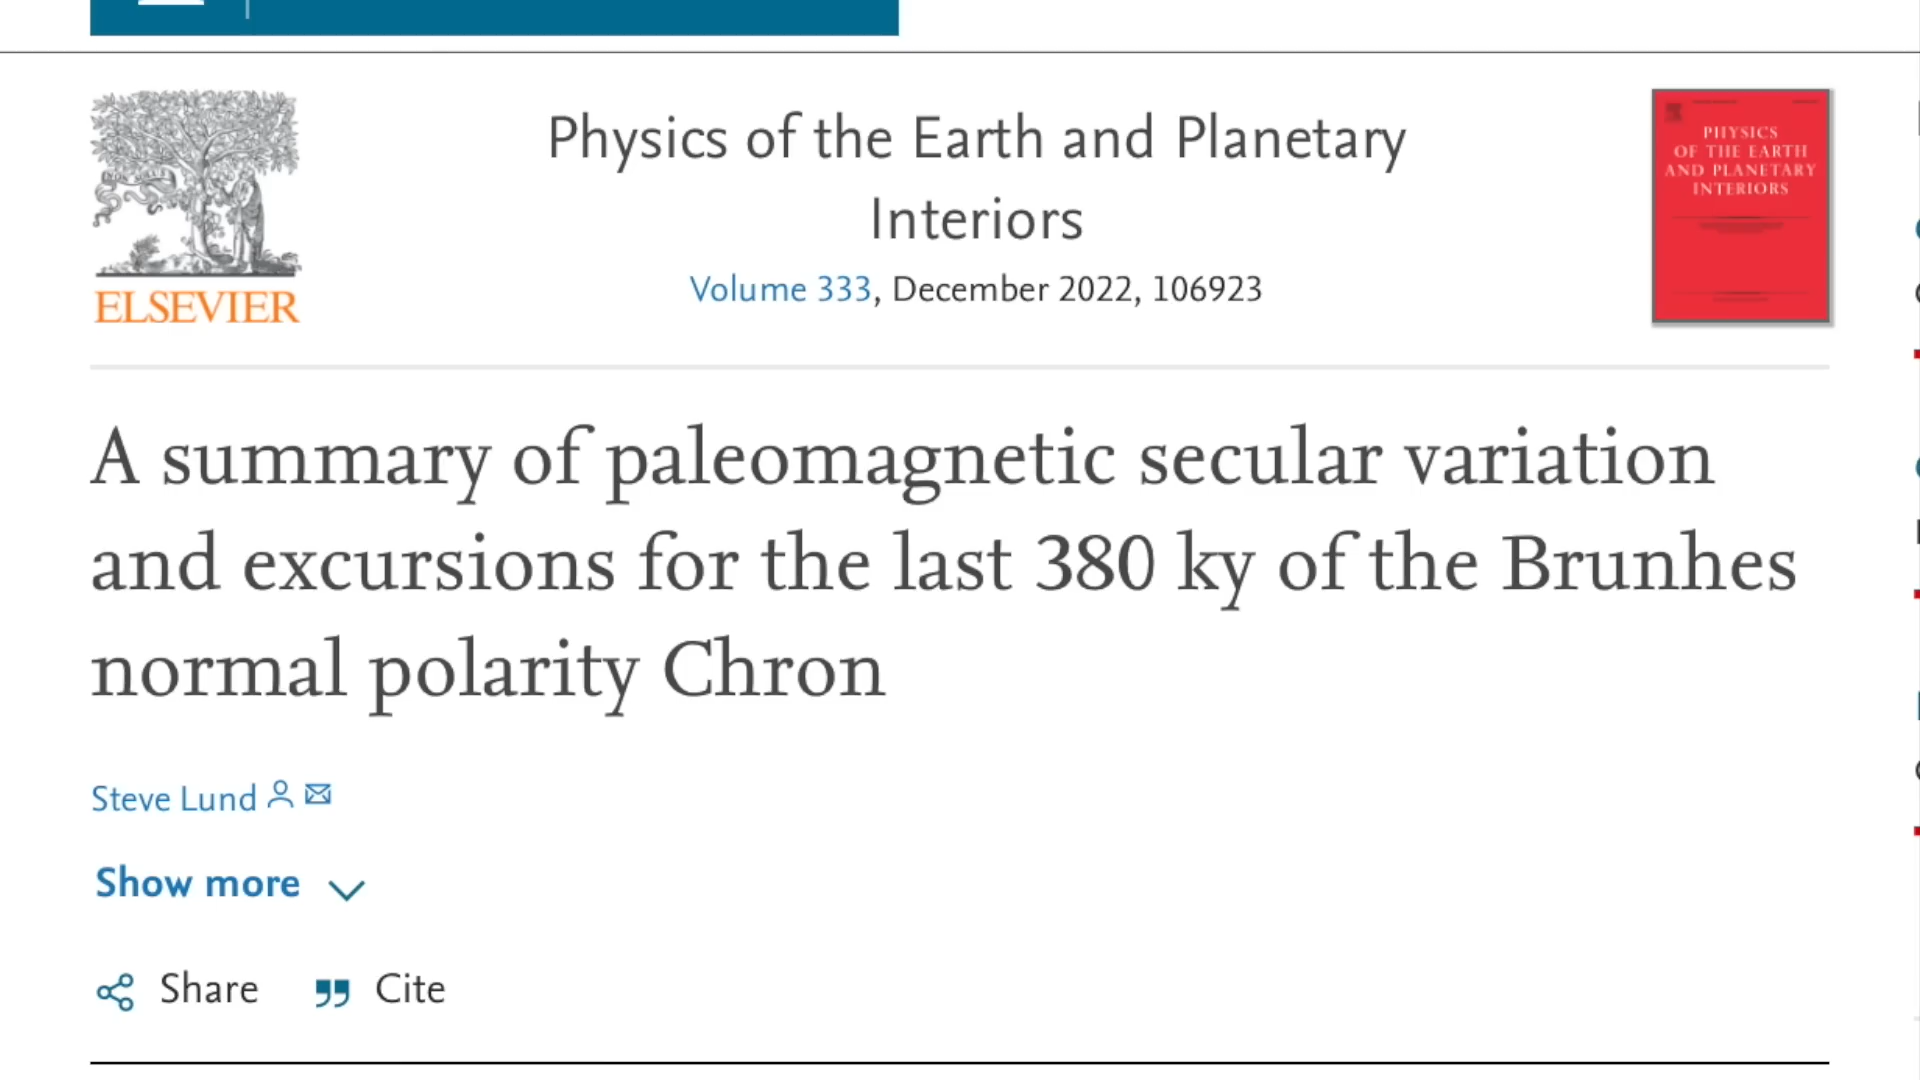 Physics of the Earth and Planetary
Interiors
Volume 333, December 2022, 106923
ELSEVIER
PHYSICS
OF THE EARTH
AND PLANETARY
INTERIORS
A summary of paleomagnetic secular variation
and excursions for the last 380 ky of the Brunhes
normal polarity Chron
Steve Lund
Show more
Share Cite